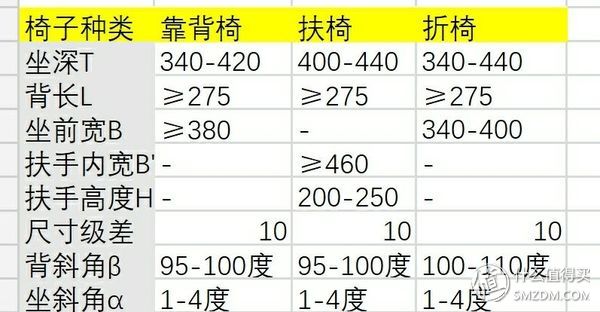 椅子种类 靠背椅 扶椅 折椅
坐深T 340-420 400-440 340-440
背长L ≥275 ≥275 ≥275
坐前宽B ≥380 - 340-400
扶手内宽B' - ≥460 -
扶手高度H - 200-250 -
尺寸级差 10 10 10
背斜角β 95-100度 95-100度 100-110度
坐斜角α 1-4度 1-4度 1-4度
值 什么值得买
SMZDM.COM